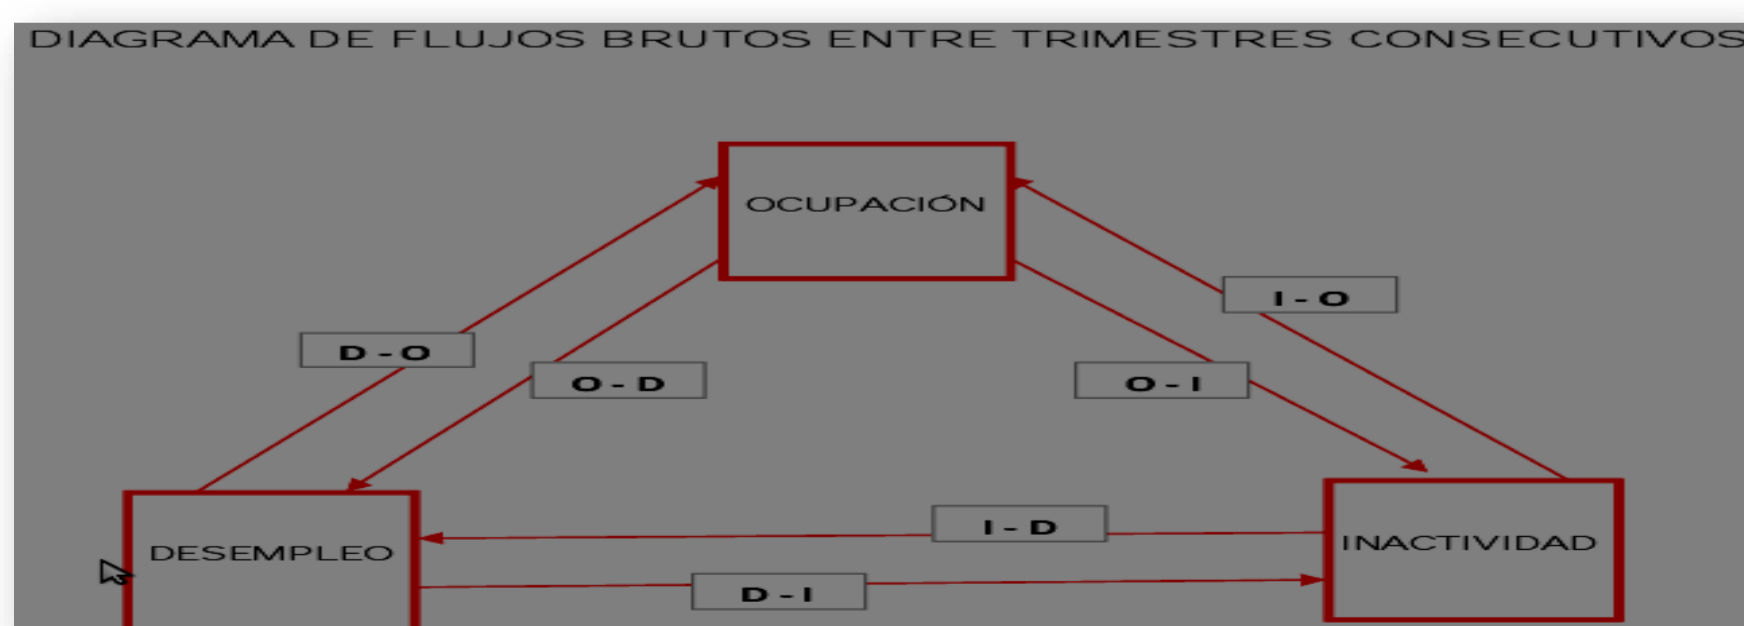 DIAGRAMA DE FLUJOS BRUTOS ENTRE TRIMESTRES CONSECUTIVOS
OCUPACIÓN
I - O
D - O
O - D
O - I
I - D
DESEMPLEO
INACTIVIDAD
D - I